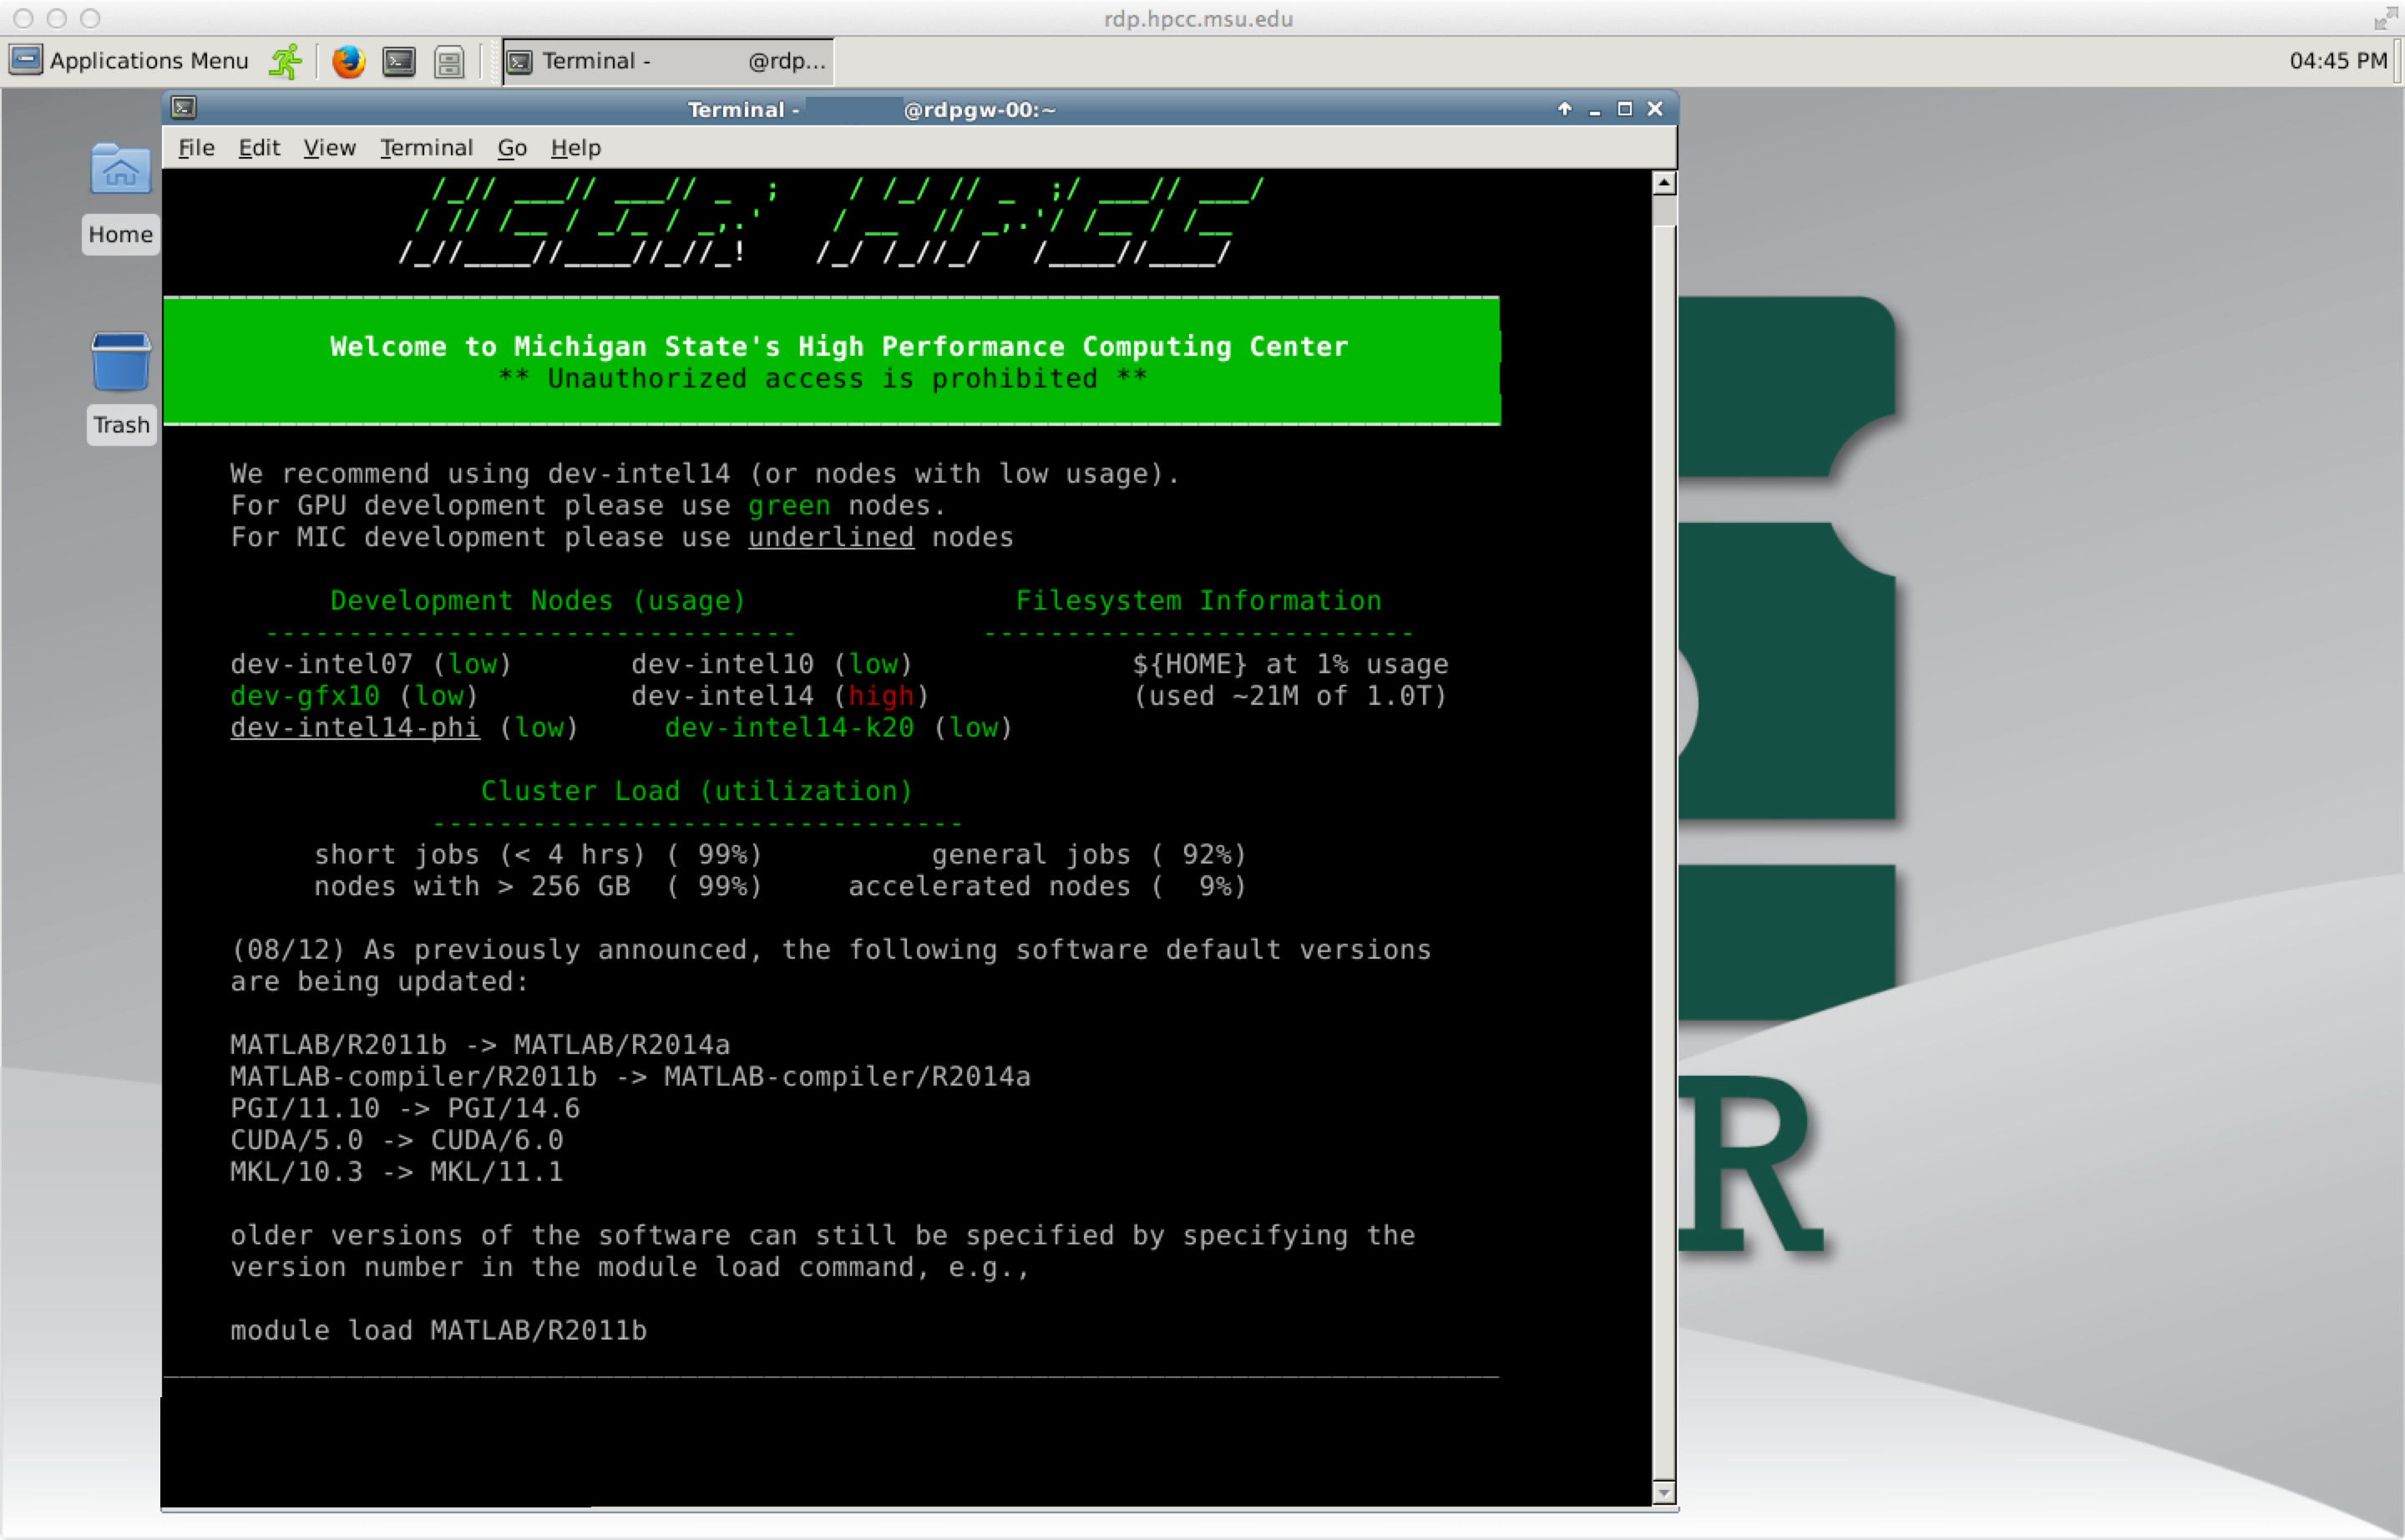 rdp.hpcc.msu.edu
Applications Menu
Terminal - @rdp...
04:45 PM
Terminal - @rdpgw-00:~
File Edit View Terminal Go Help
Home
Trash
ICER HPCC
Welcome to Michigan State's High Performance Computing Center
** Unauthorized access is prohibited **
We recommend using dev-intel14 (or nodes with low usage).
For GPU development please use green nodes.
For MIC development please use underlined nodes
Development Nodes (usage) Filesystem Information
-------------------------------- --------------------------
dev-intel07 (low) dev-intel10 (low) ${HOME} at 1% usage
dev-gfx10 (low) dev-intel14 (high) (used ~21M of 1.0T)
dev-intel14-phi (low) dev-intel14-k20 (low)
Cluster Load (utilization)
--------------------------------
short jobs (< 4 hrs) ( 99%) general jobs ( 92%)
nodes with > 256 GB ( 99%) accelerated nodes ( 9%)
(08/12) As previously announced, the following software default versions
are being updated:
MATLAB/R2011b -> MATLAB/R2014a
MATLAB-compiler/R2011b -> MATLAB-compiler/R2014a
PGI/11.10 -> PGI/14.6
CUDA/5.0 -> CUDA/6.0
MKL/10.3 -> MKL/11.1
older versions of the software can still be specified by specifying the
version number in the module load command, e.g.,
module load MATLAB/R2011b
R